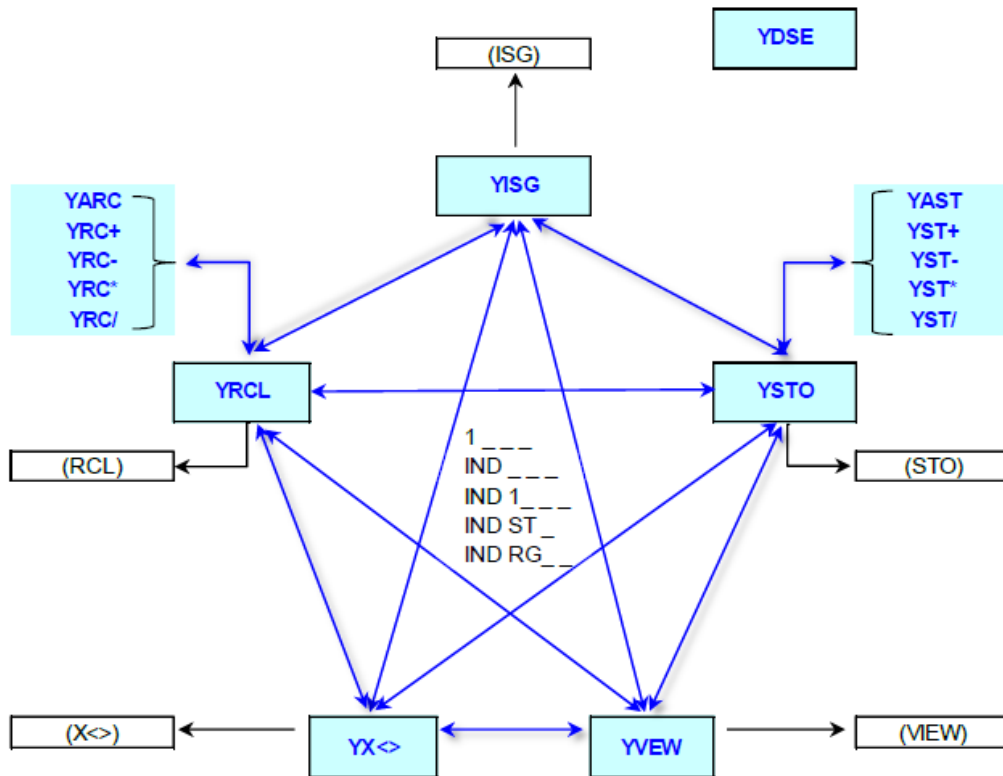 YDSE
(ISG)
YISG
YARC
YRC+
YRC-
YRC*
YRC/
YAST
YST+
YST-
YST*
YST/
YRCL
YSTO
1 _ _ _
IND _ _ _
IND 1_ _ _
IND ST _
IND RG_ _
(RCL)
(STO)
(X<>)
YX<>
YVEW
(VIEW)